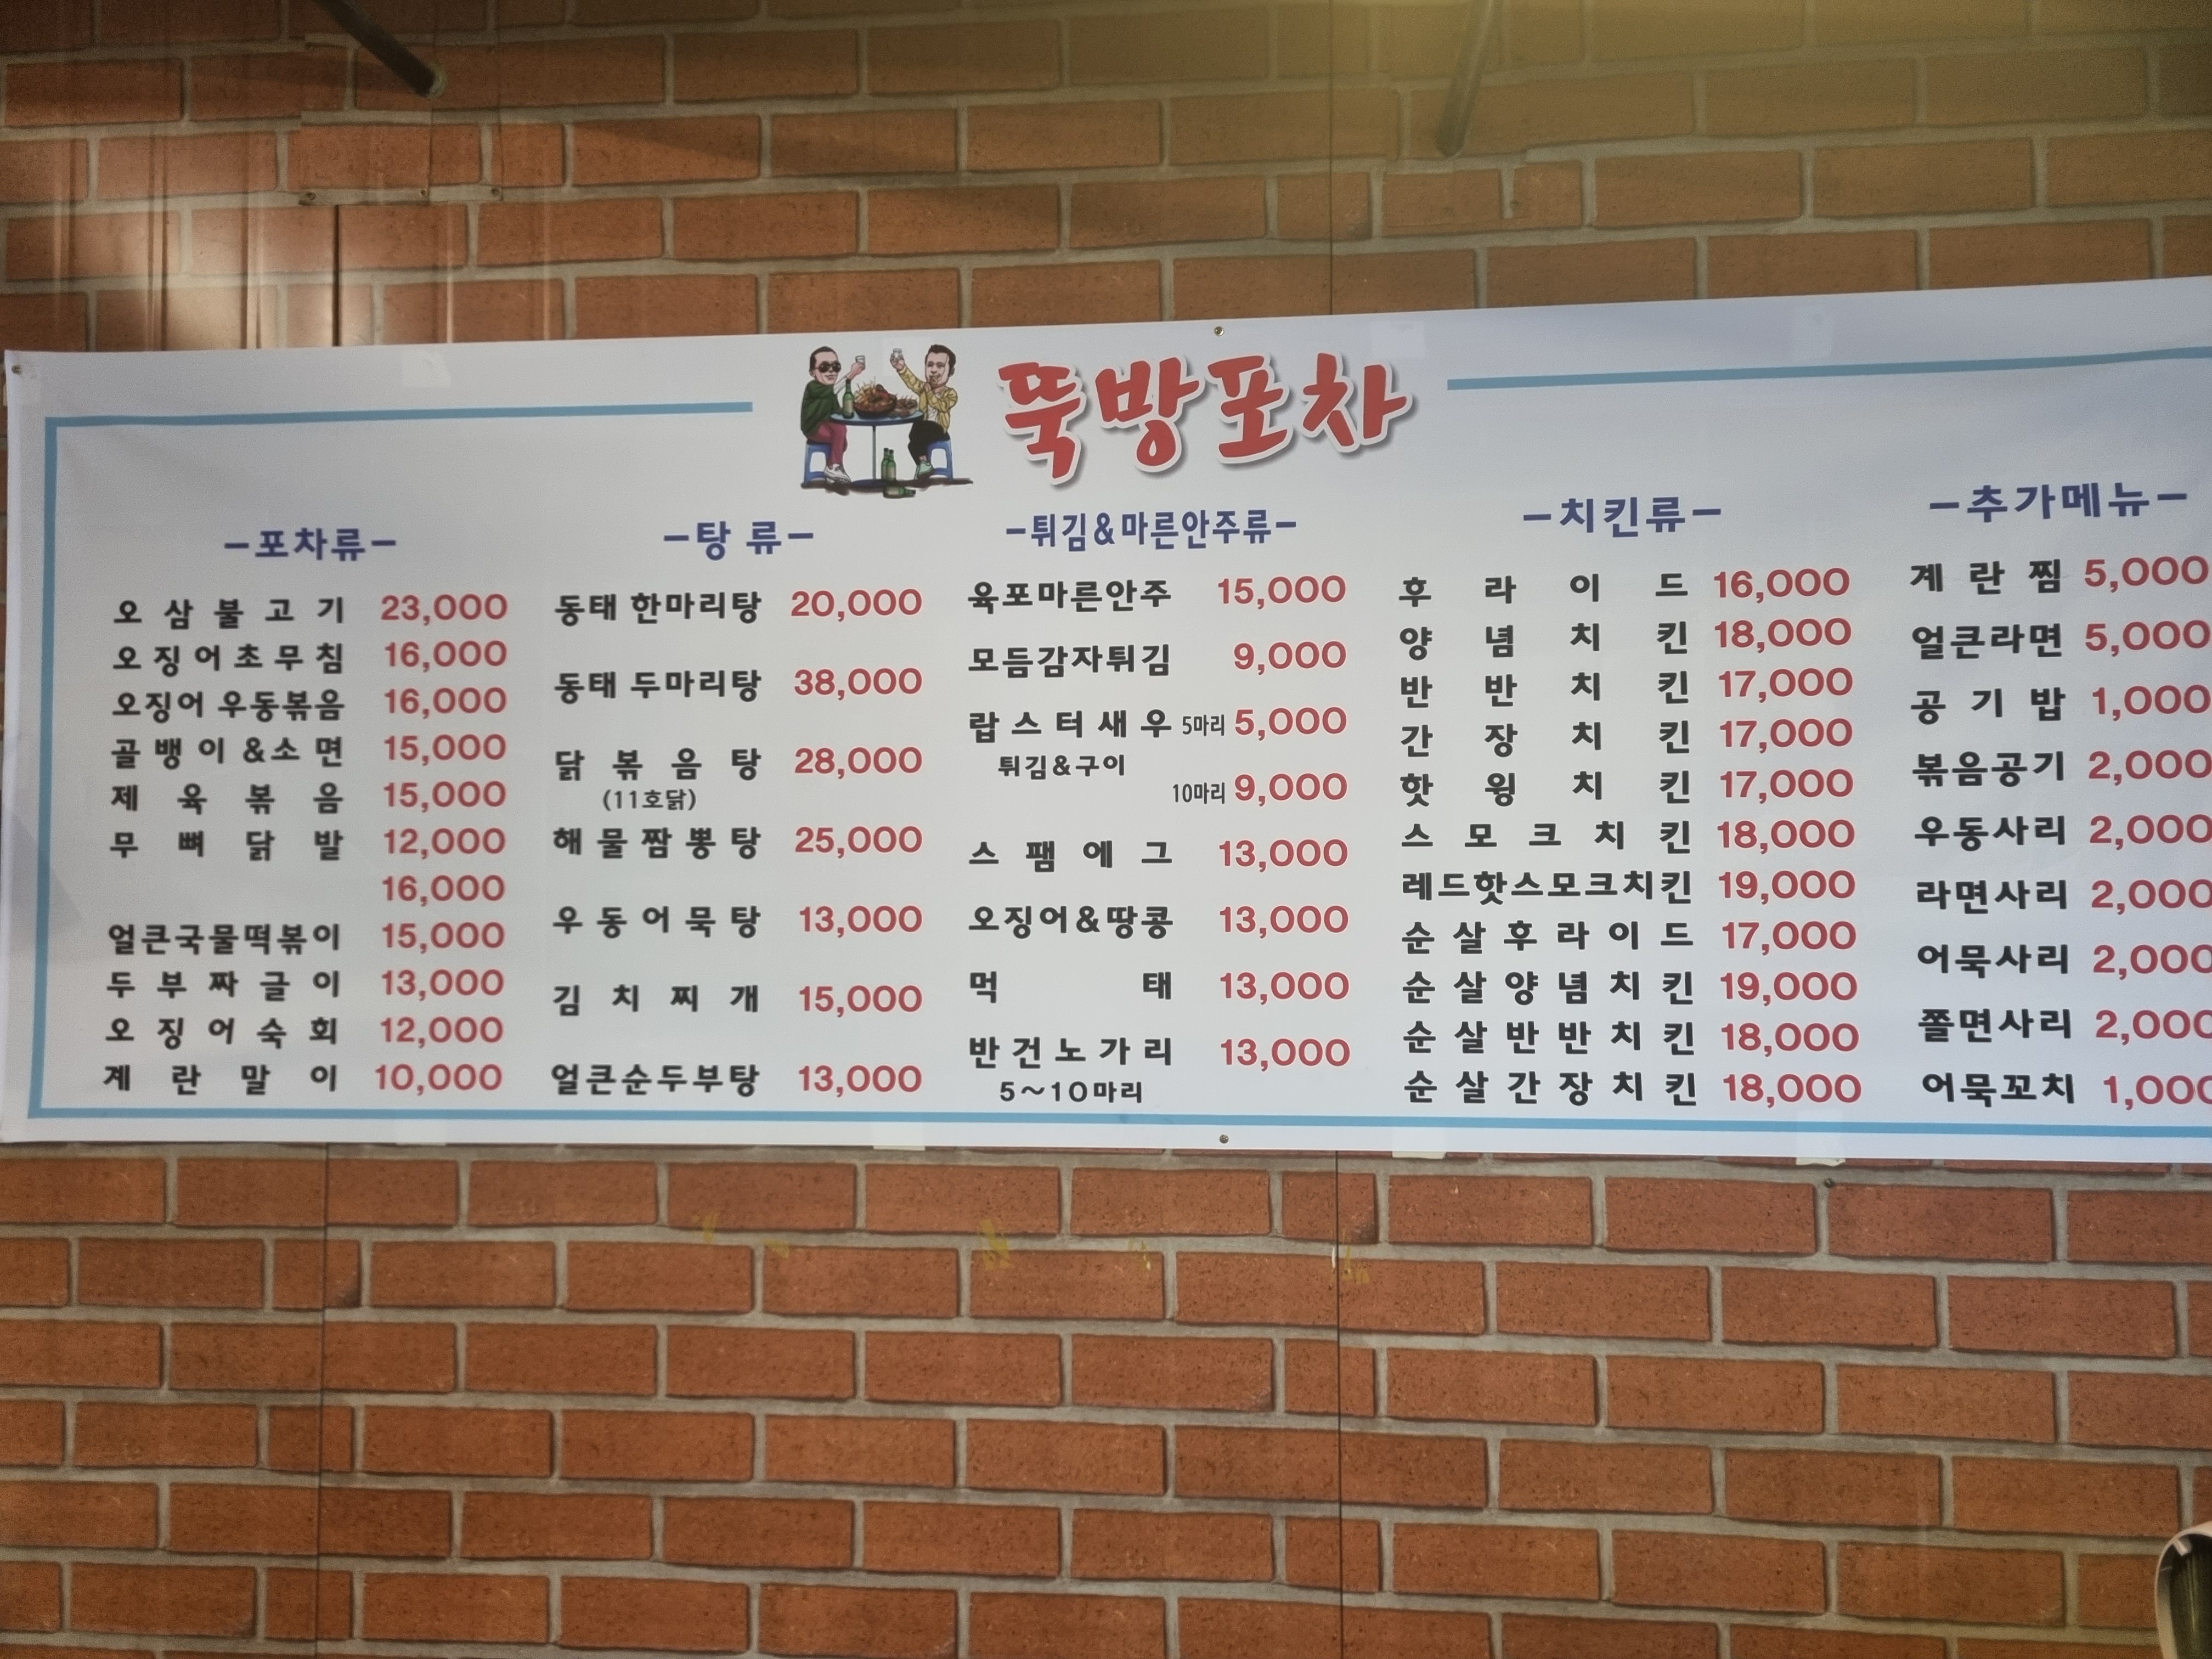 뚝방포차
-포차류-
오삼불고기 23,000
오징어초무침 16,000
오징어 우동볶음 16,000
골뱅이&소면 15,000
제육볶음 15,000
무뼈닭발 12,000
16,000
얼큰국물떡볶이 15,000
두부짜글이 13,000
오징어숙회 12,000
계란말이 10,000
-탕 류-
동태 한마리탕 20,000
동태 두마리탕 38,000
닭볶음탕 28,000
(11호닭)
해물짬뽕탕 25,000
우동어묵탕 13,000
김치찌개 15,000
얼큰순두부탕 13,000
-튀김&마른안주류-
육포마른안주 15,000
모듬감자튀김 9,000
랍스터새우 5마리 5,000
튀김&구이
10마리 9,000
스팸에그 13,000
오징어&땅콩 13,000
먹태 13,000
반건노가리 13,000
5~10마리
-치킨류-
후라이드 16,000
양념치킨 18,000
반반치킨 17,000
간장치킨 17,000
핫윙치킨 17,000
스모크치킨 18,000
레드핫스모크치킨 19,000
순살후라이드 17,000
순살양념치킨 19,000
순살반반치킨 18,000
순살간장치킨 18,000
-추가메뉴-
계란찜 5,000
얼큰라면 5,000
공기밥 1,000
볶음공기 2,000
우동사리 2,000
라면사리 2,000
어묵사리 2,000
쫄면사리 2,000
어묵꼬치 1,000